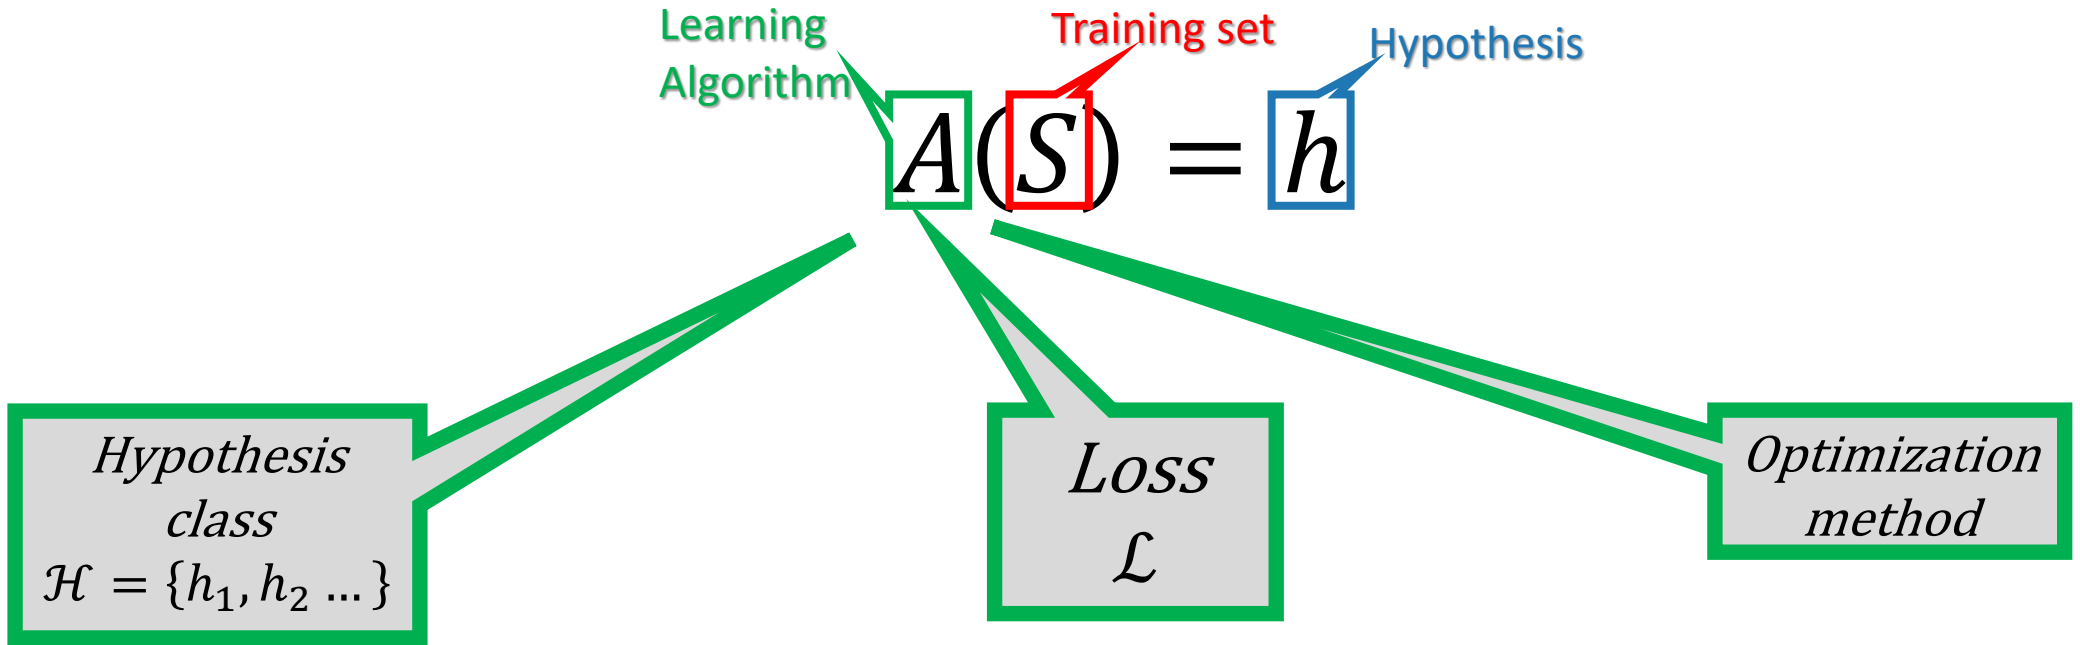 Learning
Algorithm
Training set
Hypothesis
A(S) = h
Hypothesis
class
ℋ = {h₁, h₂ ... }
Loss
ℒ
Optimization
method